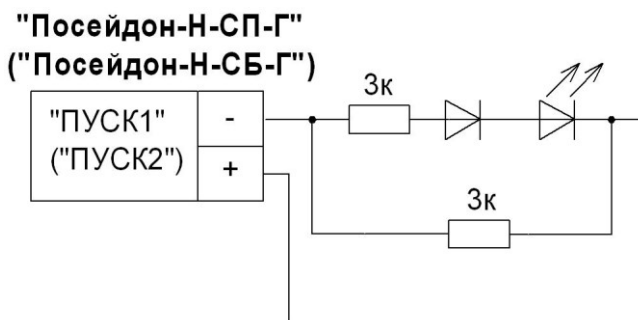 "Посейдон-Н-СП-Г"
("Посейдон-Н-СБ-Г")
3к
"ПУСК1"
-
("ПУСК2")
+
3к